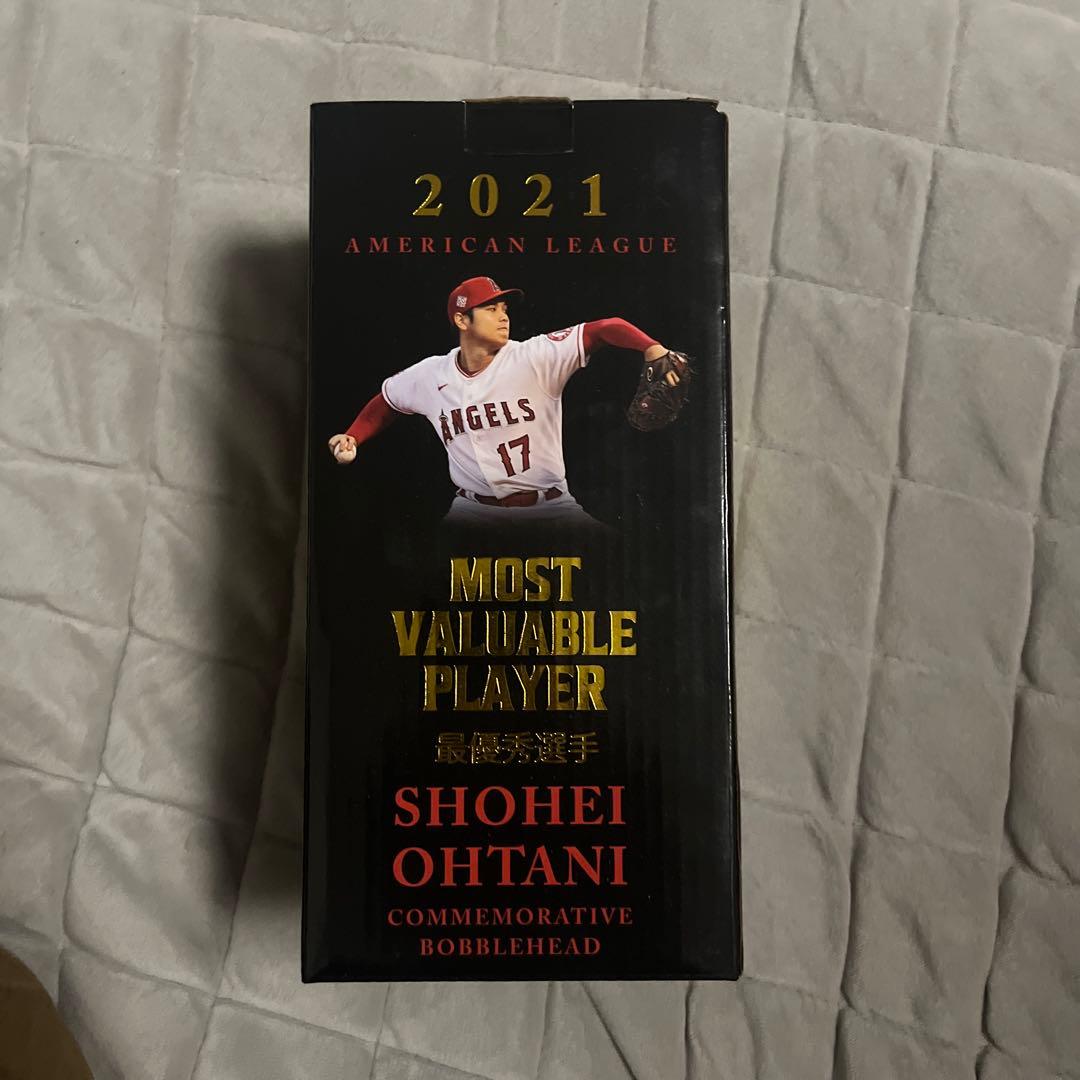 2021
AMERICAN LEAGUE
ANGELS
17
MOST
VALUABLE
PLAYER
最優秀選手
SHOHEI
OHTANI
COMMEMORATIVE
BOBBLEHEAD